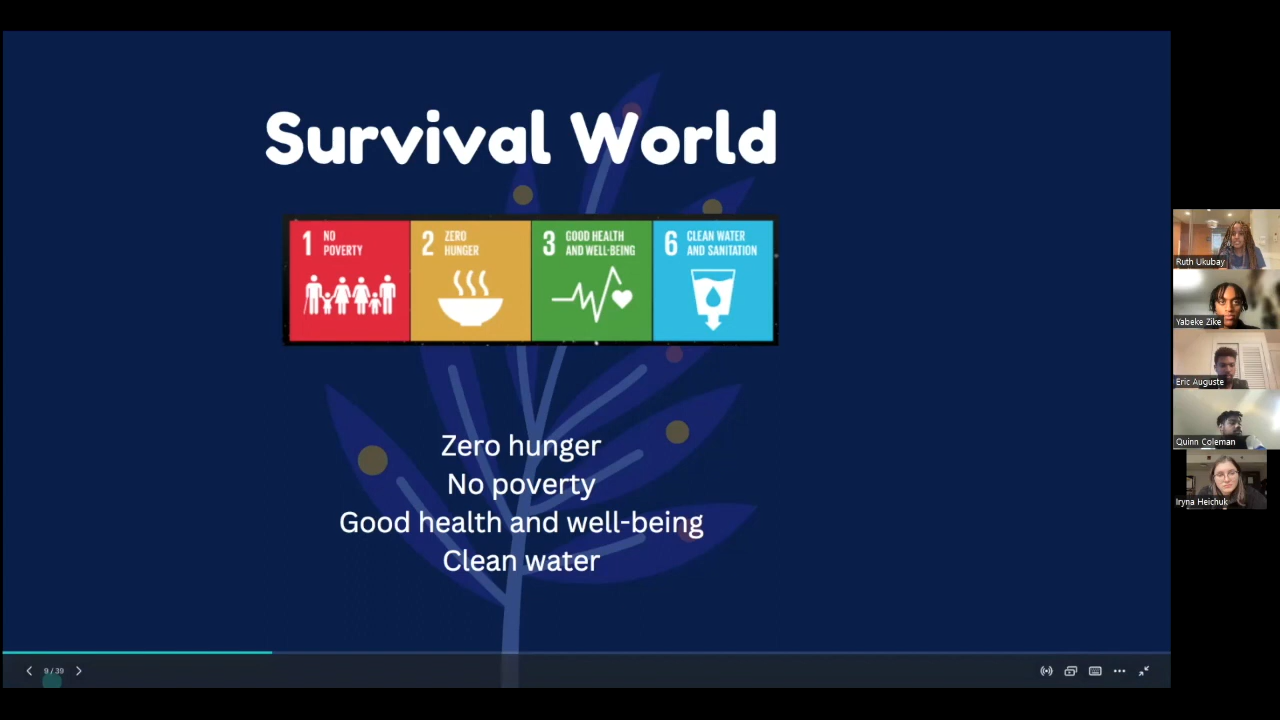 Survival World
1 NO POVERTY
2 ZERO HUNGER
3 GOOD HEALTH AND WELL-BEING
6 CLEAN WATER AND SANITATION
Zero hunger
No poverty
Good health and well-being
Clean water
9 / 39
Ruth Ukubay
Yabeke Zike
Eric Auguste
Quinn Coleman
Iryna Heichuk